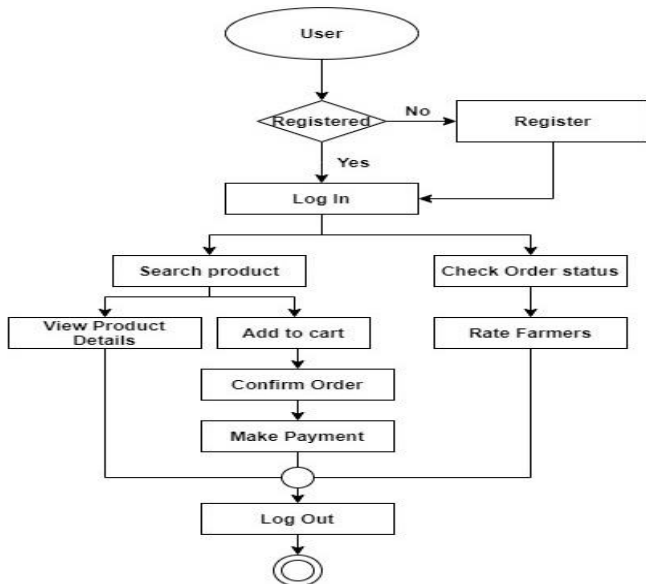 User
Registered
No
Register
Yes
Log In
Search product
Check Order status
View Product
Details
Add to cart
Rate Farmers
Confirm Order
Make Payment
Log Out